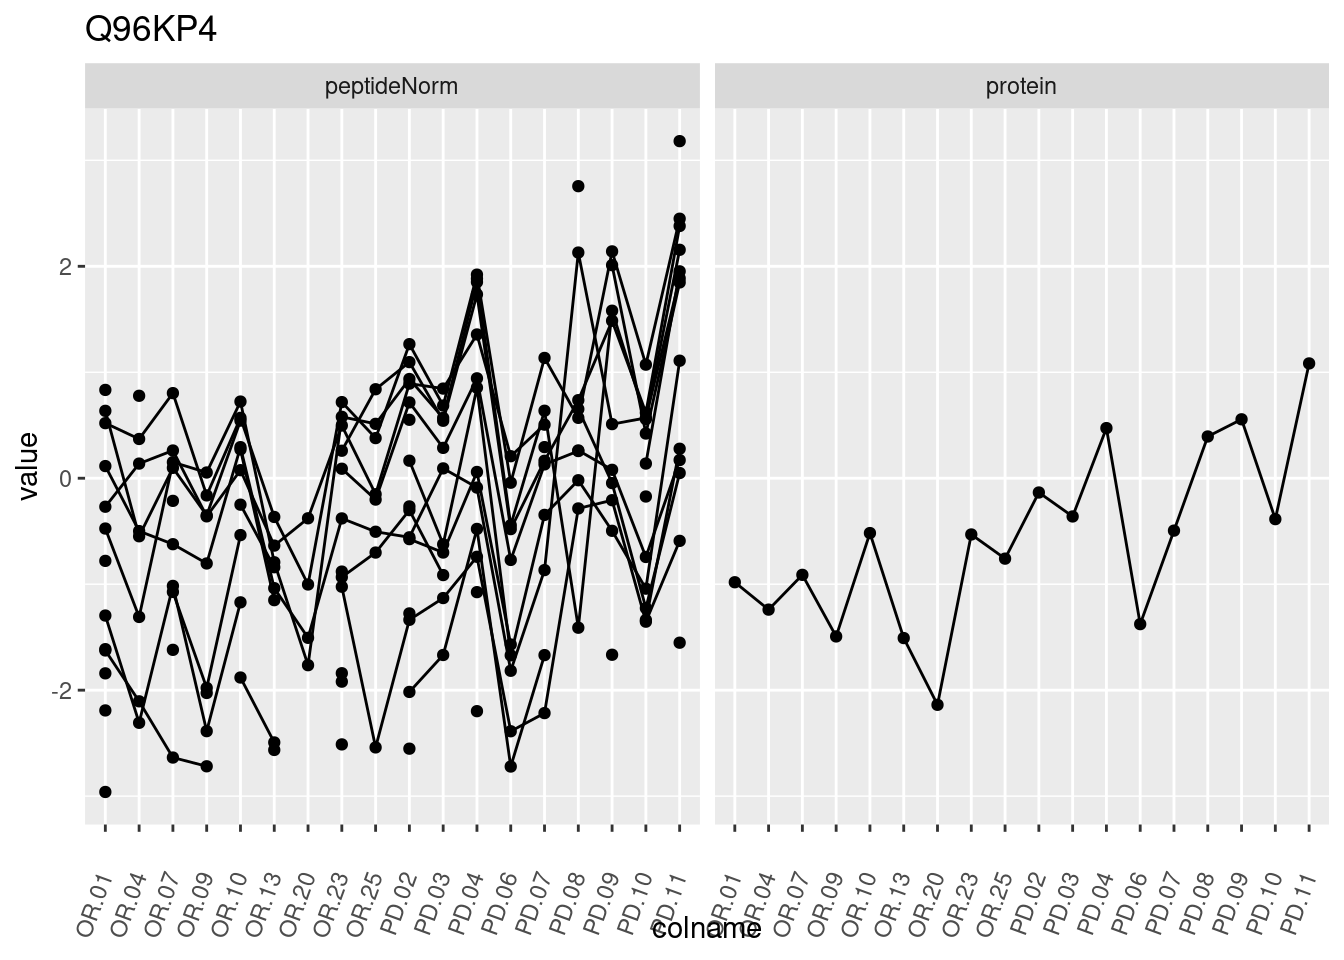 Q96KP4
peptideNorm
protein
value
2
0
-2
OR.01
OR.04
OR.07
OR.09
OR.10
OR.13
OR.20
OR.23
OR.25
PD.02
PD.03
PD.04
PD.06
PD.07
PD.08
PD.09
PD.10
PD.11
OR.01
OR.04
OR.07
OR.09
OR.10
OR.13
OR.20
OR.23
OR.25
PD.02
PD.03
PD.04
PD.06
PD.07
PD.08
PD.09
PD.10
PD.11
colname